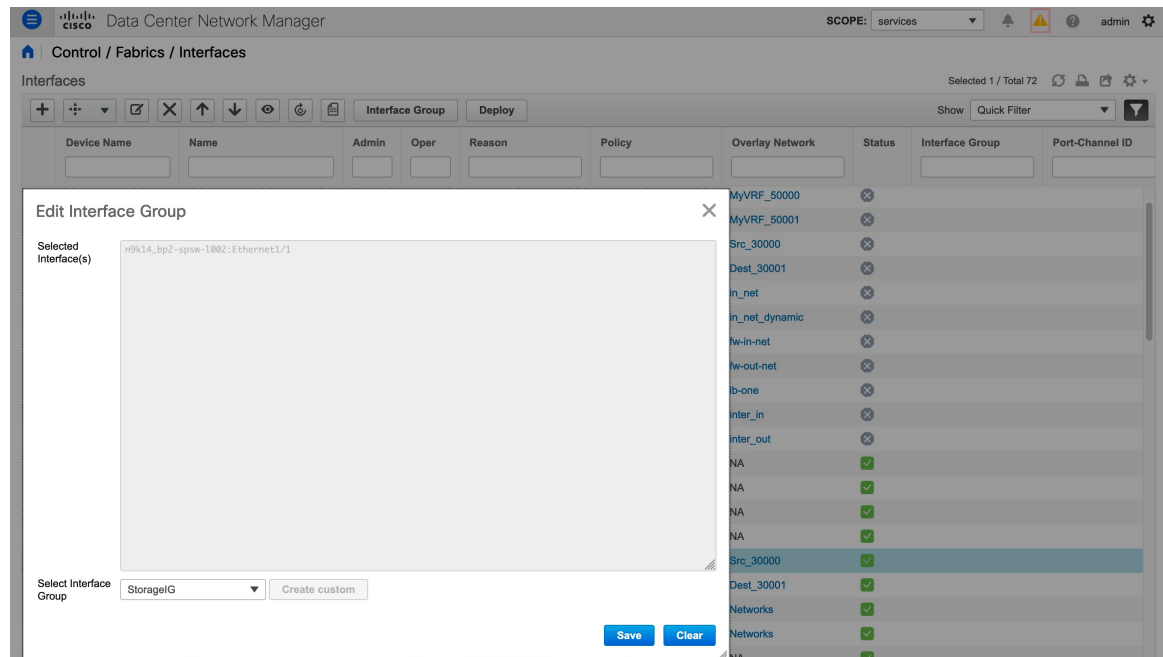 cisco Data Center Network Manager SCOPE: services admin
Control / Fabrics / Interfaces
Interfaces Selected 1 / Total 72
Interface Group Deploy Show Quick Filter
Device Name Name Admin Oper Reason Policy Overlay Network Status Interface Group Port-Channel ID
MyVRF_50000
Edit Interface Group
MyVRF_50001
Selected Interface(s)
n9k14_bp2-spsw-l002:Ethernet1/1
Src_30000
Dest_30001
in_net
in_net_dynamic
fw-in-net
fw-out-net
lb-one
inter_in
inter_out
NA
NA
NA
NA
Src_30000
Select Interface Group
StorageIG Create custom
Dest_30001
Networks
Save Clear
Networks